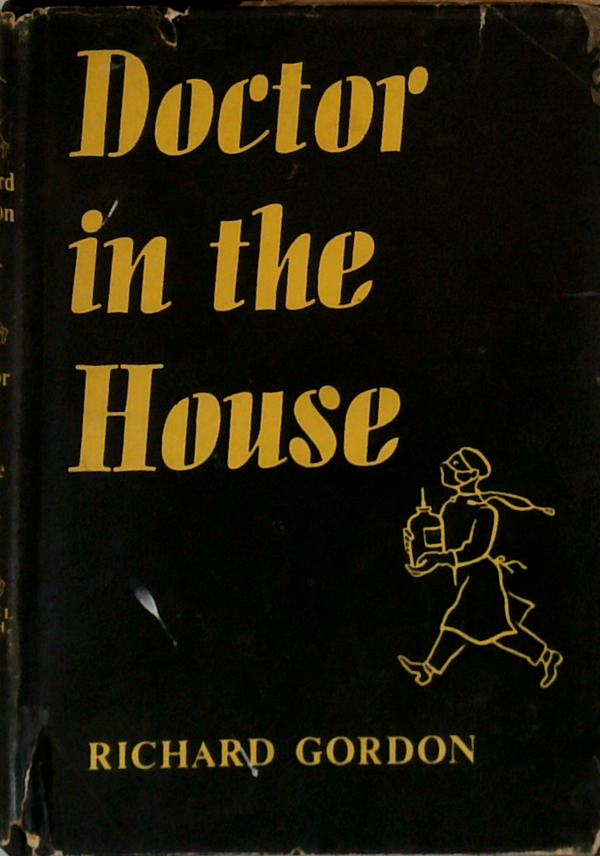 Doctor
in the
House
RICHARD GORDON